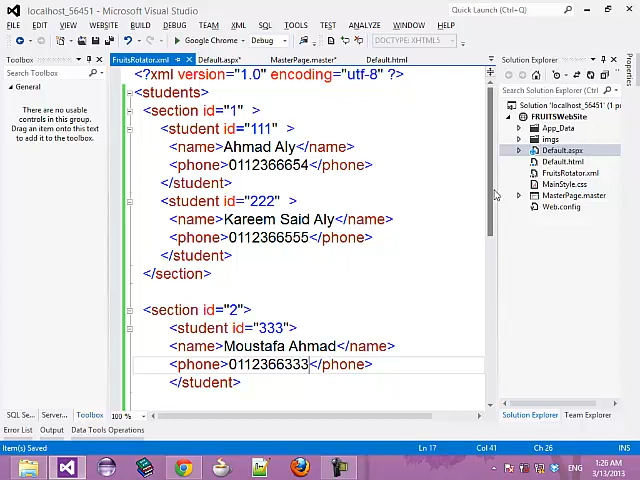 localhost_56451 - Microsoft Visual Studio
Quick Launch (Ctrl+Q)
FILE EDIT VIEW WEBSITE BUILD DEBUG TEAM XML SQL TOOLS TEST ANALYZE WINDOW HELP
Google Chrome Debug DOCTYPE: XHTML5
Toolbox
Search Toolbox
General
There are no usable
controls in this group.
Drag an item onto this text
to add it to the toolbox.
FruitsRotator.xml Default.aspx* MasterPage.master* Default.html
<?xml version="1.0" encoding="utf-8" ?>
<students>
<section id="1" >
<student id="111" >
<name>Ahmad Aly</name>
<phone>0112366654</phone>
</student>
<student id="222" >
<name>Kareem Said Aly</name>
<phone>0112366555</phone>
</student>
</section>
<section id="2">
<student id="333">
<name>Moustafa Ahmad</name>
<phone>0112366333</phone>
</student>
100 %
Solution Explorer
Search Solution Explorer (Ctrl
Solution 'localhost_56451' (1 p
FRUITSWebSite
App_Data
imgs
Default.aspx
Default.html
FruitsRotator.xml
MainStyle.css
MasterPage.master
Web.config
Properties
SQL Se... Server... Toolbox
Solution Explorer Team Explorer
Error List Output Data Tools Operations
Item(s) Saved Ln 17 Col 41 Ch 26 INS
ENG
1:26 AM
3/13/2013